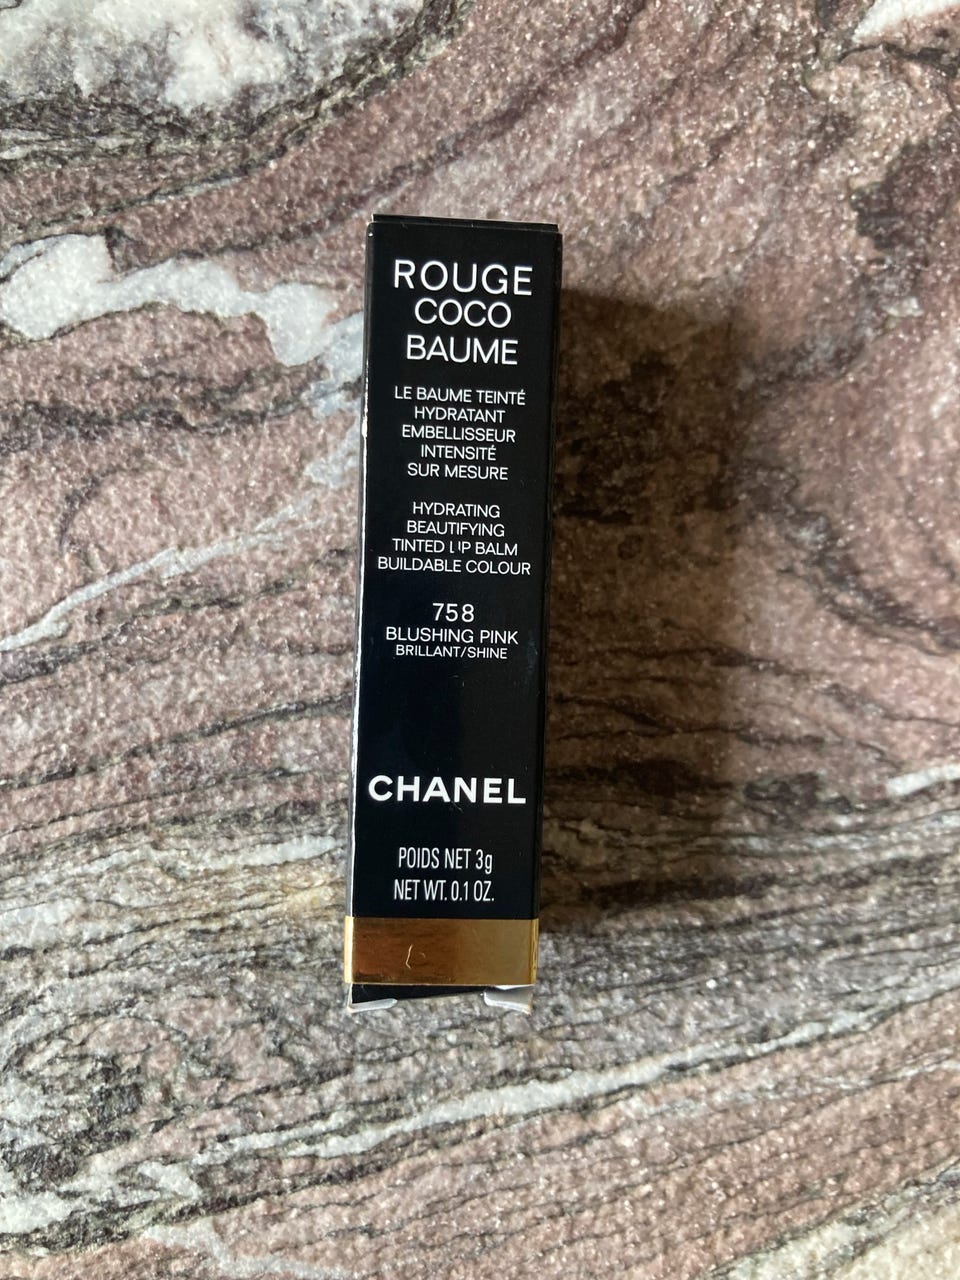 ROUGE
COCO
BAUME
LE BAUME TEINTÉ
HYDRATANT
EMBELLISSEUR
INTENSITÉ
SUR MESURE
HYDRATING
BEAUTIFYING
TINTED LIP BALM
BUILDABLE COLOUR
758
BLUSHING PINK
BRILLANT/SHINE
CHANEL
POIDS NET 3g
NET WT. 0.1 OZ.